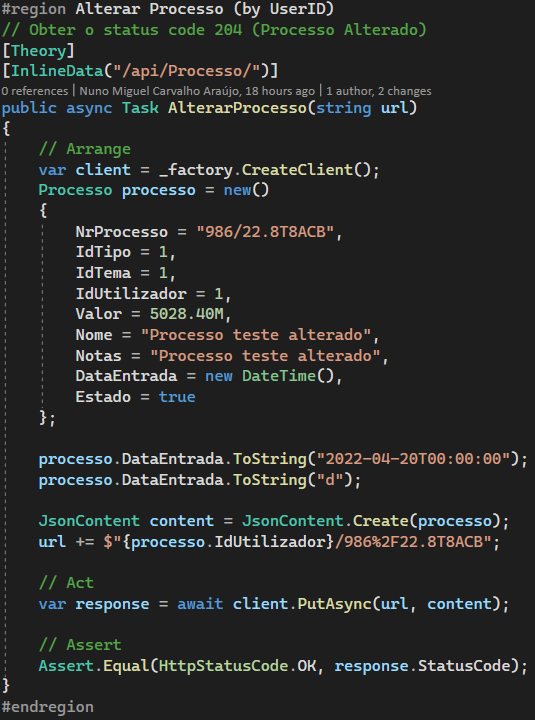 #region Alterar Processo (by UserID)
// Obter o status code 204 (Processo Alterado)
[Theory]
[InlineData("/api/Processo/")]
0 references | Nuno Miguel Carvalho Araújo, 18 hours ago | 1 author, 2 changes
public async Task AlterarProcesso(string url)
{
    // Arrange
    var client = _factory.CreateClient();
    Processo processo = new()
    {
        NrProcesso = "986/22.8T8ACB",
        IdTipo = 1,
        IdTema = 1,
        IdUtilizador = 1,
        Valor = 5028.40M,
        Nome = "Processo teste alterado",
        Notas = "Processo teste alterado",
        DataEntrada = new DateTime(),
        Estado = true
    };

    processo.DataEntrada.ToString("2022-04-20T00:00:00");
    processo.DataEntrada.ToString("d");

    JsonContent content = JsonContent.Create(processo);
    url += $"{processo.IdUtilizador}/986%2F22.8T8ACB";

    // Act
    var response = await client.PutAsync(url, content);

    // Assert
    Assert.Equal(HttpStatusCode.OK, response.StatusCode);
}
#endregion